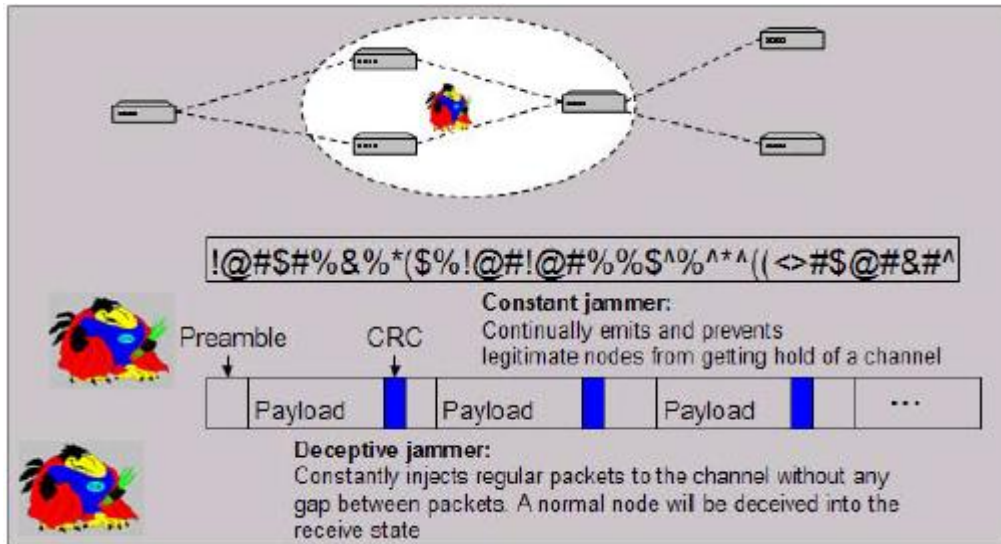 !@#$#%&%*($%!@#!@#%%$^%^*^((<>#$@#&#^
Constant jammer:
Continually emits and prevents
legitimate nodes from getting hold of a channel
Preamble
CRC
Payload
Payload
Payload
...
Deceptive jammer:
Constantly injects regular packets to the channel without any
gap between packets. A normal node will be deceived into the
receive state